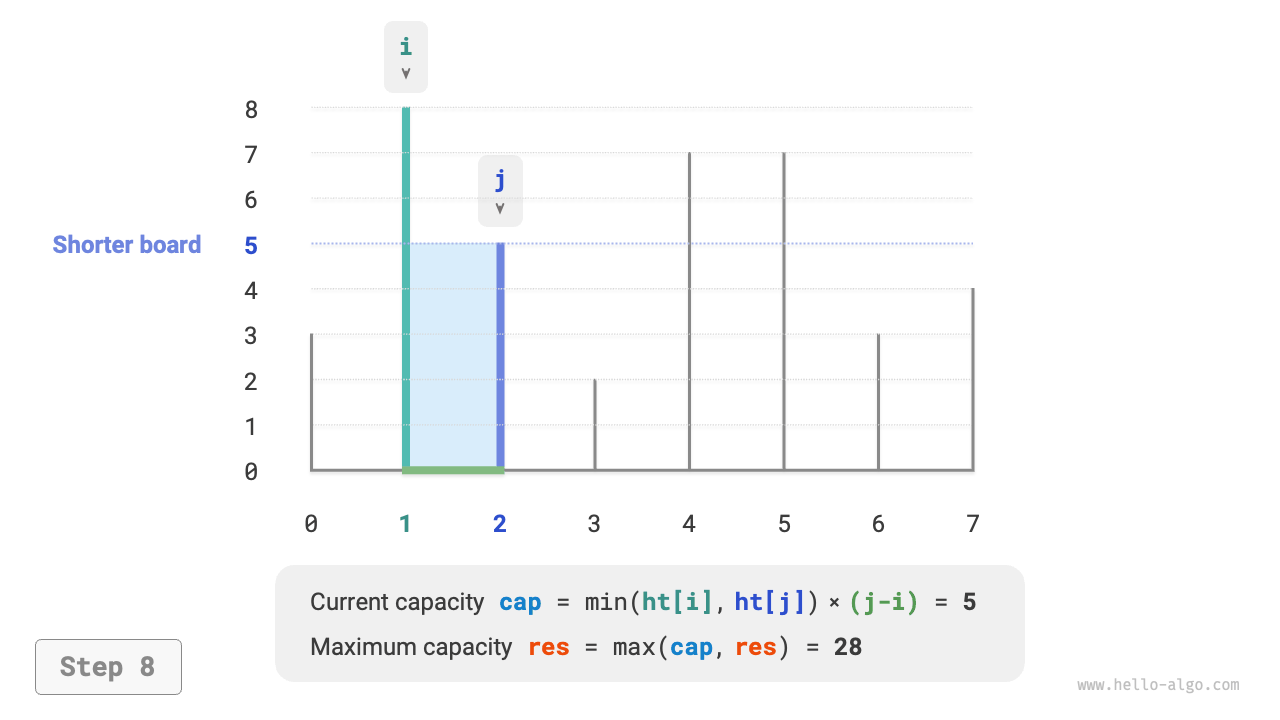 i
8
7
j
6
Shorter board 5
4
3
2
1
0
0 1 2 3 4 5 6 7
Current capacity cap = min(ht[i], ht[j]) × (j-i) = 5
Maximum capacity res = max(cap, res) = 28
Step 8
www.hello-algo.com